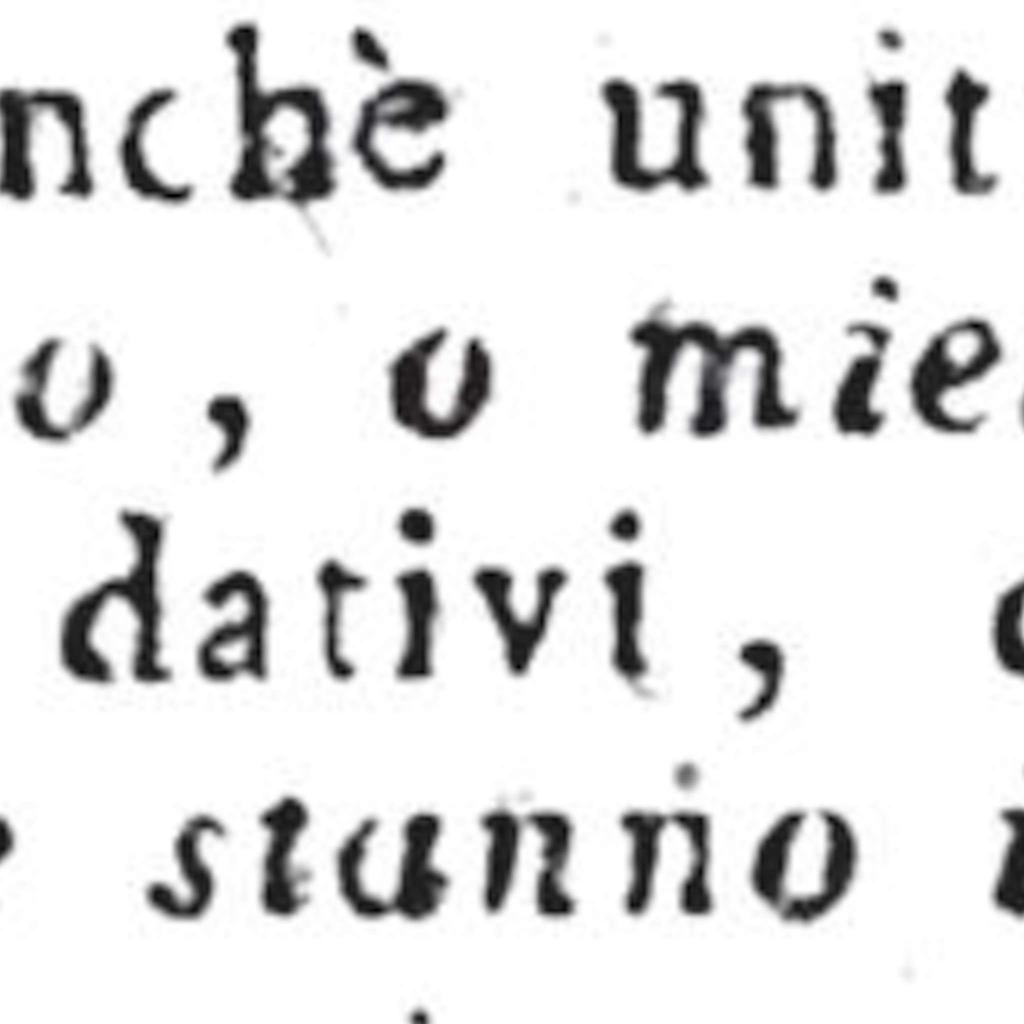 nchè unit
o, o mie
dativi,
stanno